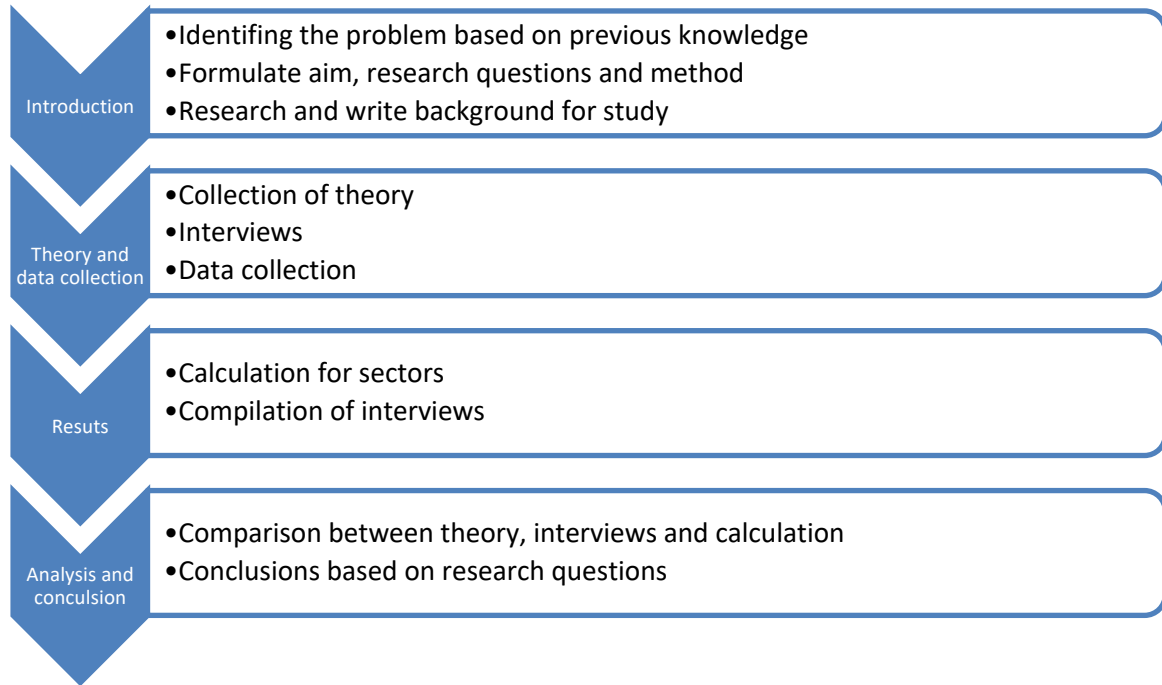 Introduction
•Identifing the problem based on previous knowledge
•Formulate aim, research questions and method
•Research and write background for study
Theory and
data collection
•Collection of theory
•Interviews
•Data collection
Resuts
•Calculation for sectors
•Compilation of interviews
Analysis and
conculsion
•Comparison between theory, interviews and calculation
•Conclusions based on research questions